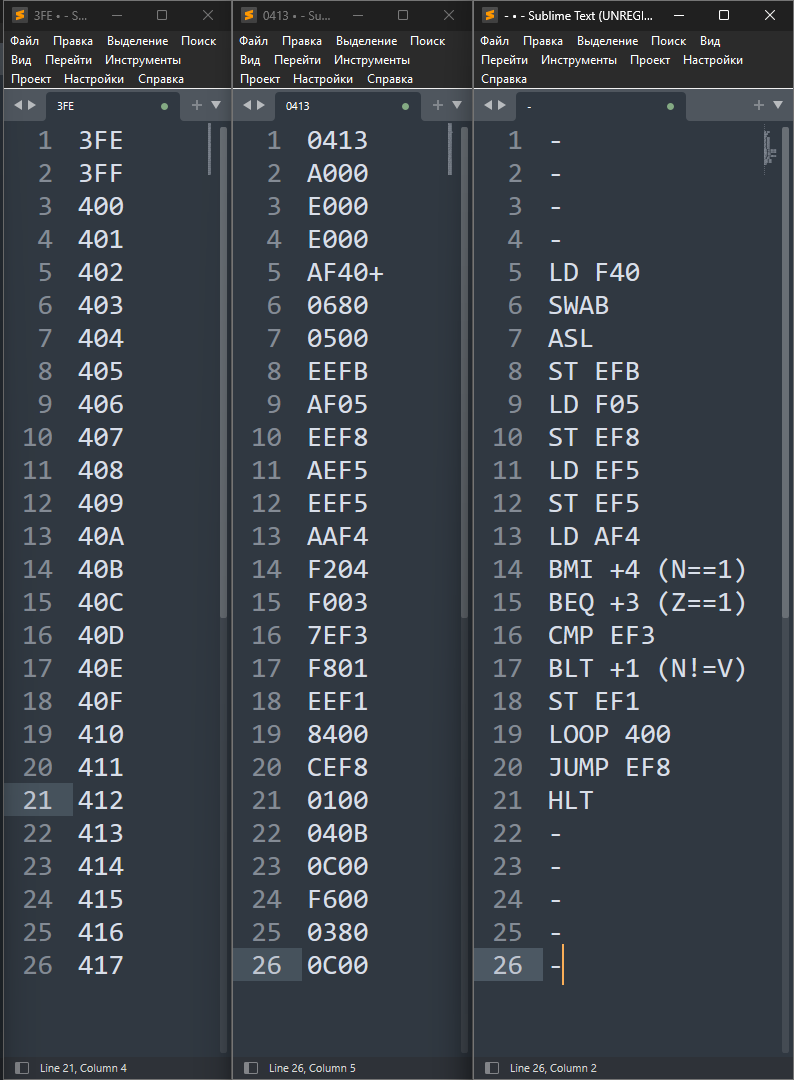 3FE • - S...
Файл Правка Выделение Поиск
Вид Перейти Инструменты
Проект Настройки Справка
3FE
1 3FE
2 3FF
3 400
4 401
5 402
6 403
7 404
8 405
9 406
10 407
11 408
12 409
13 40A
14 40B
15 40C
16 40D
17 40E
18 40F
19 410
20 411
21 412
22 413
23 414
24 415
25 416
26 417
Line 21, Column 4
0413 • - Su...
Файл Правка Выделение Поиск
Вид Перейти Инструменты
Проект Настройки Справка
0413
1 0413
2 A000
3 E000
4 E000
5 AF40+
6 0680
7 0500
8 EEFB
9 AF05
10 EEF8
11 AEF5
12 EEF5
13 AAF4
14 F204
15 F003
16 7EF3
17 F801
18 EEF1
19 8400
20 CEF8
21 0100
22 040B
23 0C00
24 F600
25 0380
26 0C00
Line 26, Column 5
- • - Sublime Text (UNREGI...
Файл Правка Выделение Поиск Вид
Перейти Инструменты Проект Настройки
Справка
-
1 -
2 -
3 -
4 -
5 LD F40
6 SWAB
7 ASL
8 ST EFB
9 LD F05
10 ST EF8
11 LD EF5
12 ST EF5
13 LD AF4
14 BMI +4 (N==1)
15 BEQ +3 (Z==1)
16 CMP EF3
17 BLT +1 (N!=V)
18 ST EF1
19 LOOP 400
20 JUMP EF8
21 HLT
22 -
23 -
24 -
25 -
26 -
Line 26, Column 2